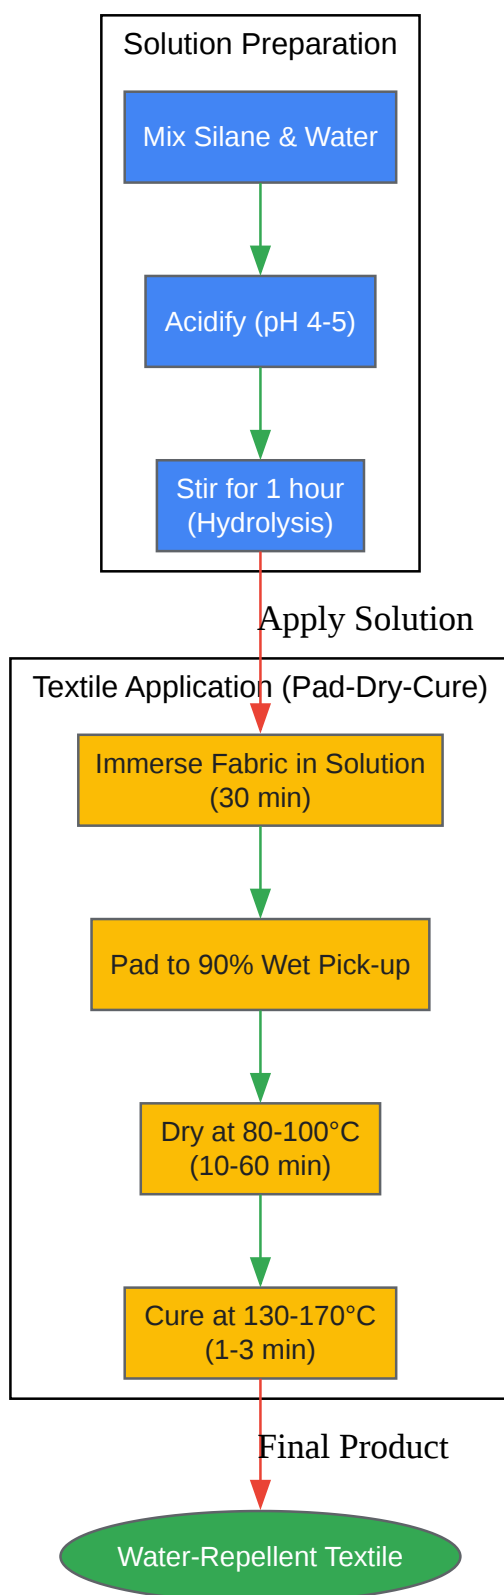 Solution Preparation
Mix Silane & Water
Acidify (pH 4-5)
Stir for 1 hour
(Hydrolysis)
Apply Solution
Textile Application (Pad-Dry-Cure)
Immerse Fabric in Solution
(30 min)
Pad to 90% Wet Pick-up
Dry at 80-100°C
(10-60 min)
Cure at 130-170°C
(1-3 min)
Final Product
Water-Repellent Textile